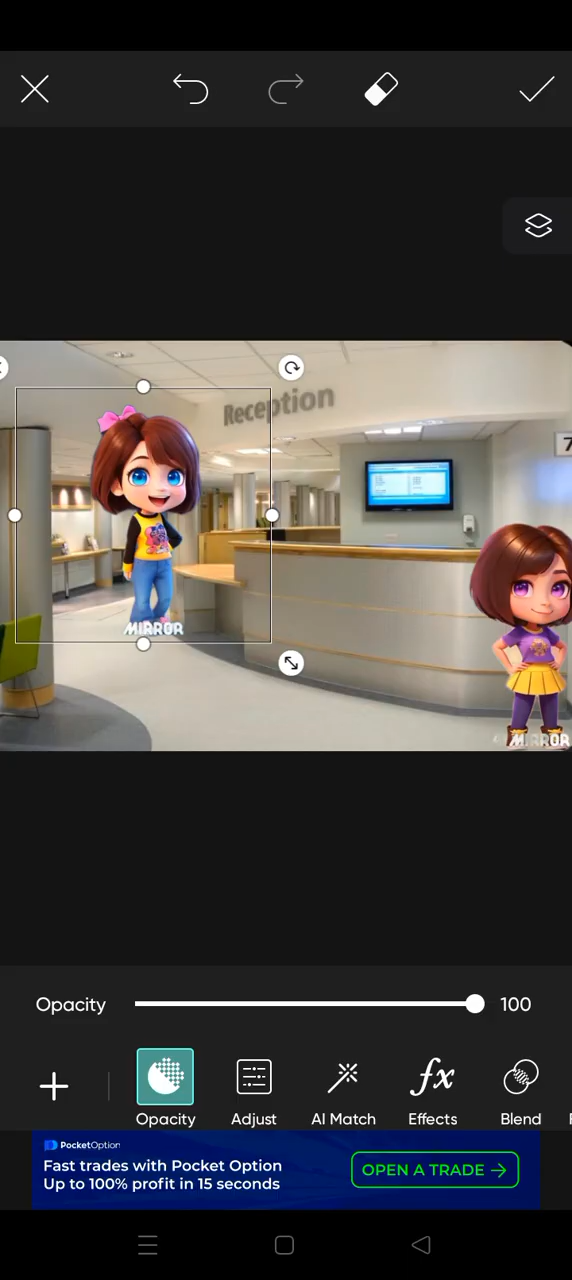 Reception
7
MIRROR
MIRROR
Opacity
100
Opacity
Adjust
AI Match
Effects
Blend
PocketOption
Fast trades with Pocket Option
Up to 100% profit in 15 seconds
OPEN A TRADE